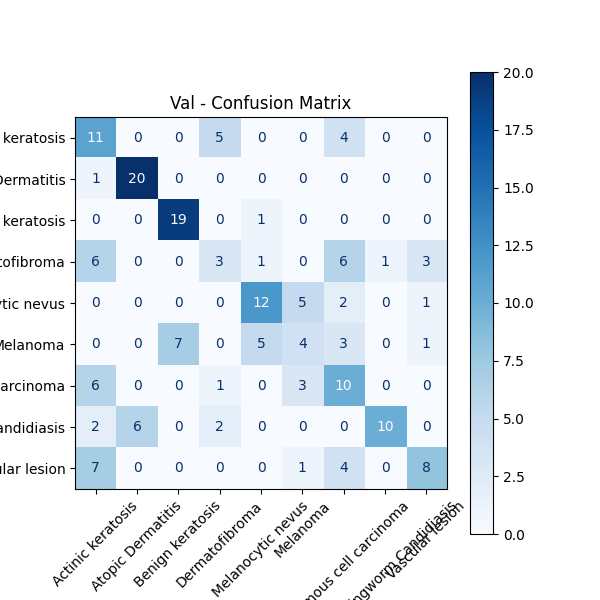 Val - Confusion Matrix
keratosis 11 0 0 5 0 0 4 0 0
Dermatitis 1 20 0 0 0 0 0 0 0
keratosis 0 0 19 0 1 0 0 0 0
tofibroma 6 0 0 3 1 0 6 1 3
tic nevus 0 0 0 0 12 5 2 0 1
Melanoma 0 0 7 0 5 4 3 0 1
arcinoma 6 0 0 1 0 3 10 0 0
andidiasis 2 6 0 2 0 0 0 10 0
lar lesion 7 0 0 0 0 1 4 0 8
Actinic keratosis
Atopic Dermatitis
Benign keratosis
Dermatofibroma
Melanocytic nevus
Melanoma
mous cell carcinoma
ngworm Candidiasis
Vascular lesion
20.0
17.5
15.0
12.5
10.0
7.5
5.0
2.5
0.0